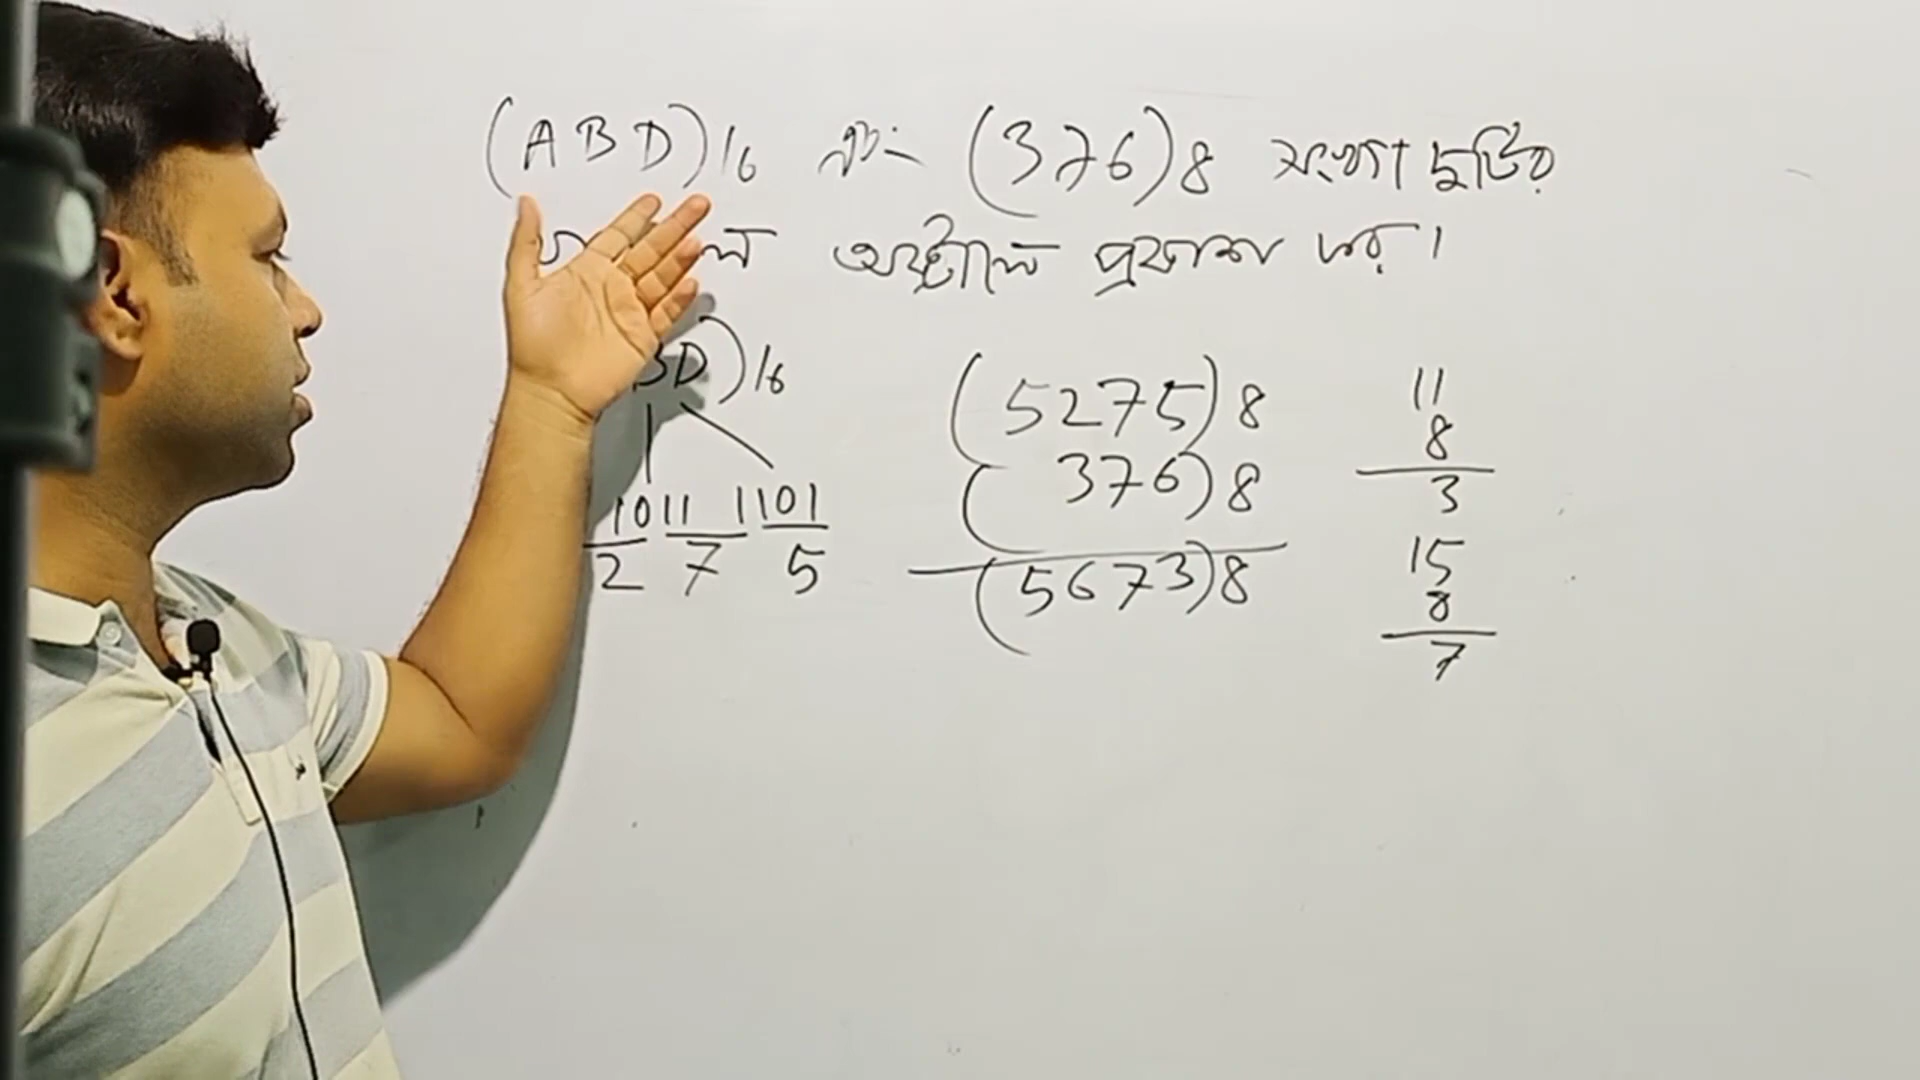 (ABD)16 এবং (376)8 সংখ্যা দুটির
অক্টালে প্রকাশ কর।
BD)16
1011 1101
2 7 5
(5275)8
(376)8
(5673)8
11
8
3
15
8
7